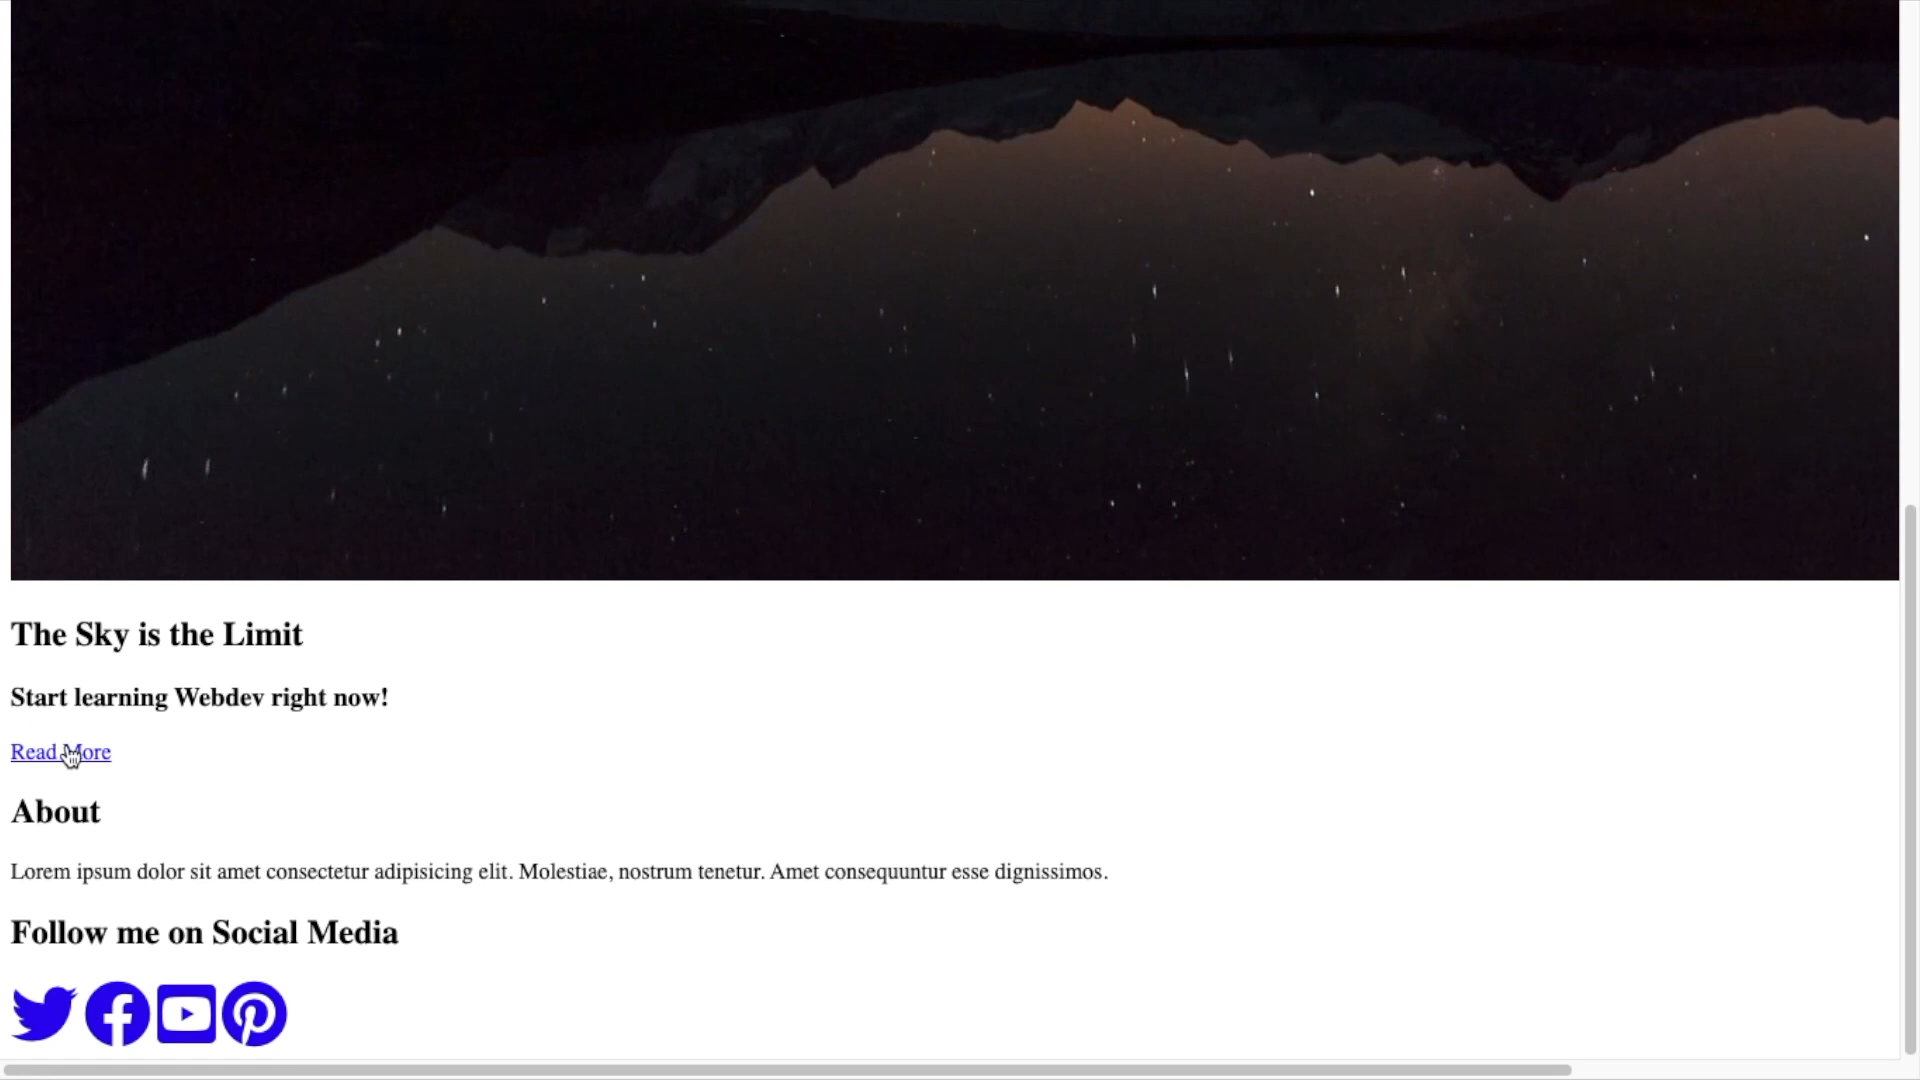 The Sky is the Limit
Start learning Webdev right now!
Read More
About
Lorem ipsum dolor sit amet consectetur adipisicing elit. Molestiae, nostrum tenetur. Amet consequuntur esse dignissimos.
Follow me on Social Media